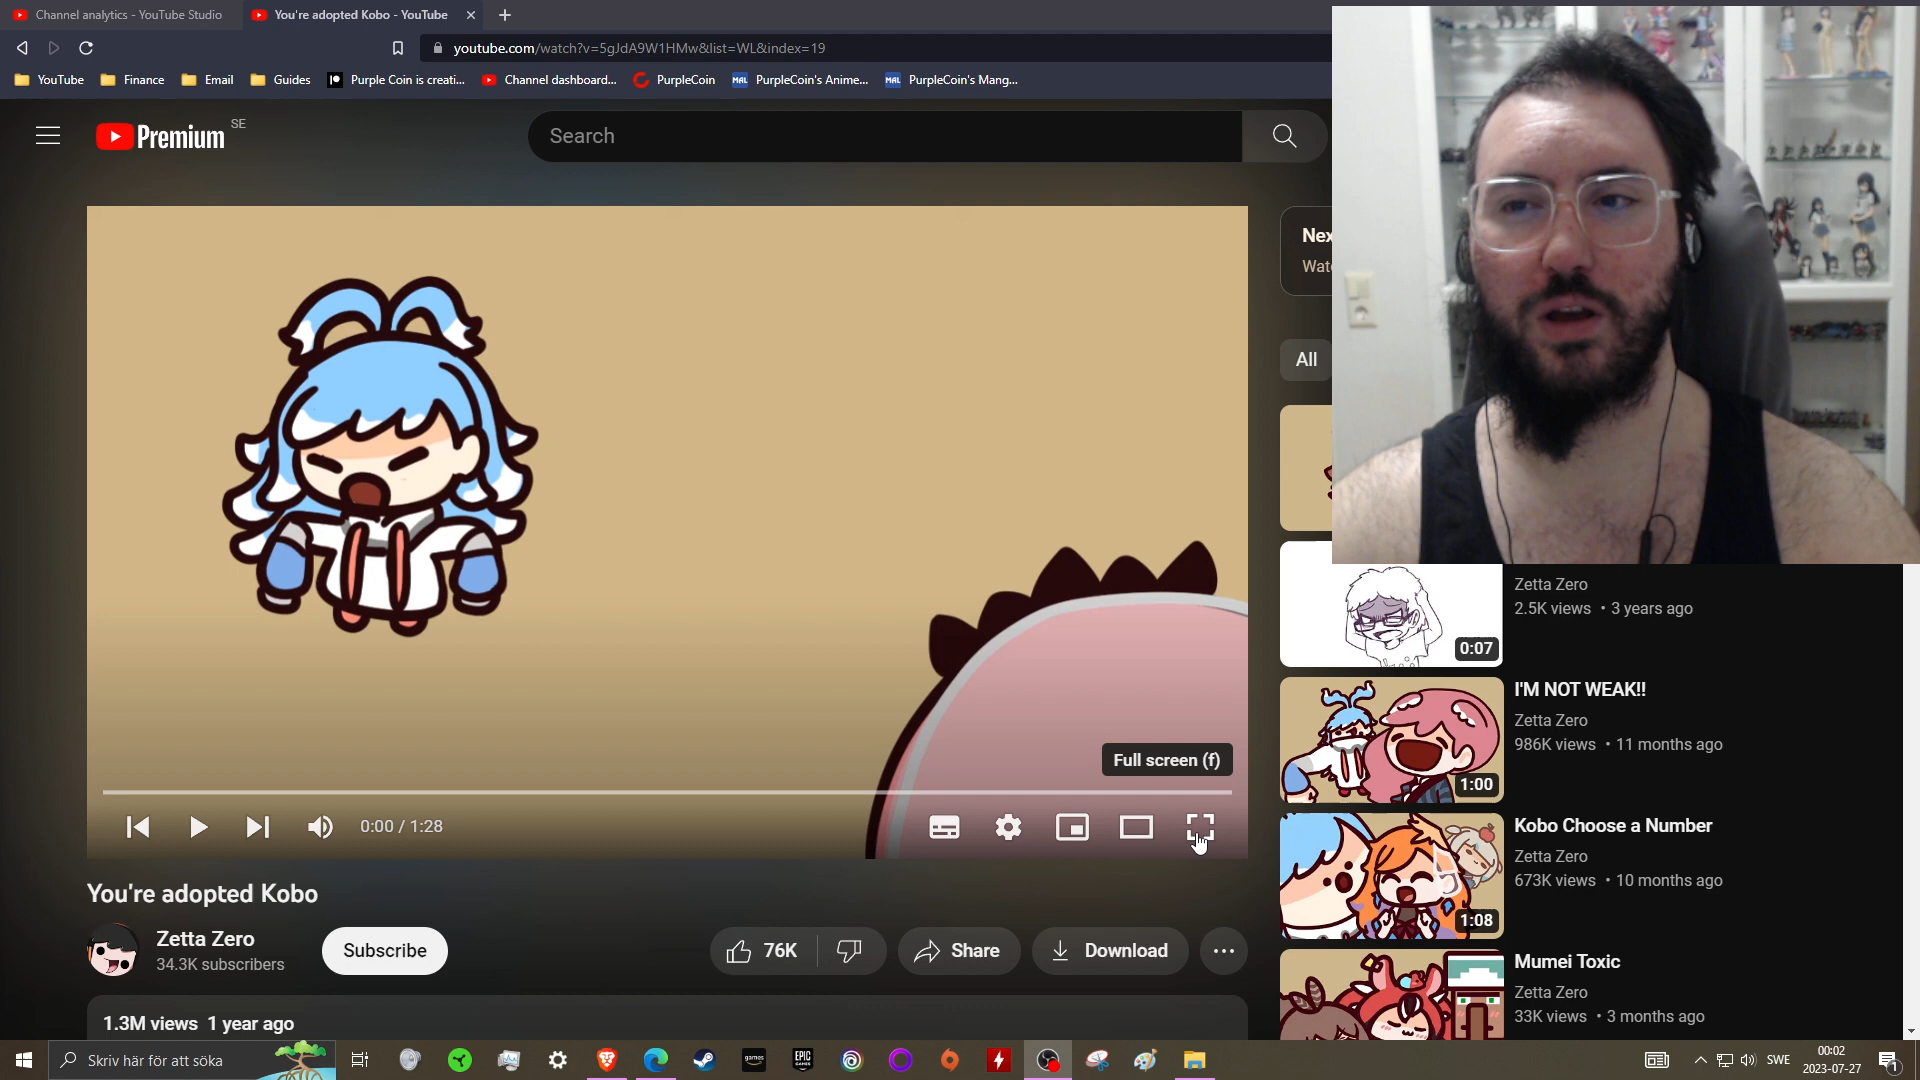 Channel analytics - YouTube Studio
You're adopted Kobo - YouTube
youtube.com/watch?v=5gJdA9W1HMw&list=WL&index=19
YouTube
Finance
Email
Guides
Purple Coin is creati...
Channel dashboard...
PurpleCoin
MAL PurpleCoin's Anime...
MAL PurpleCoin's Mang...
Premium SE
Search
Nex
Wat
All
Full screen (f)
0:00 / 1:28
You're adopted Kobo
Zetta Zero
34.3K subscribers
Subscribe
76K
Share
Download
1.3M views 1 year ago
Zetta Zero
2.5K views • 3 years ago
0:07
I'M NOT WEAK!!
Zetta Zero
986K views • 11 months ago
1:00
Kobo Choose a Number
Zetta Zero
673K views • 10 months ago
1:08
Mumei Toxic
Zetta Zero
33K views • 3 months ago
Skriv här för att söka
games
EPIC
GAMES
SWE
00:02
2023-07-27
1